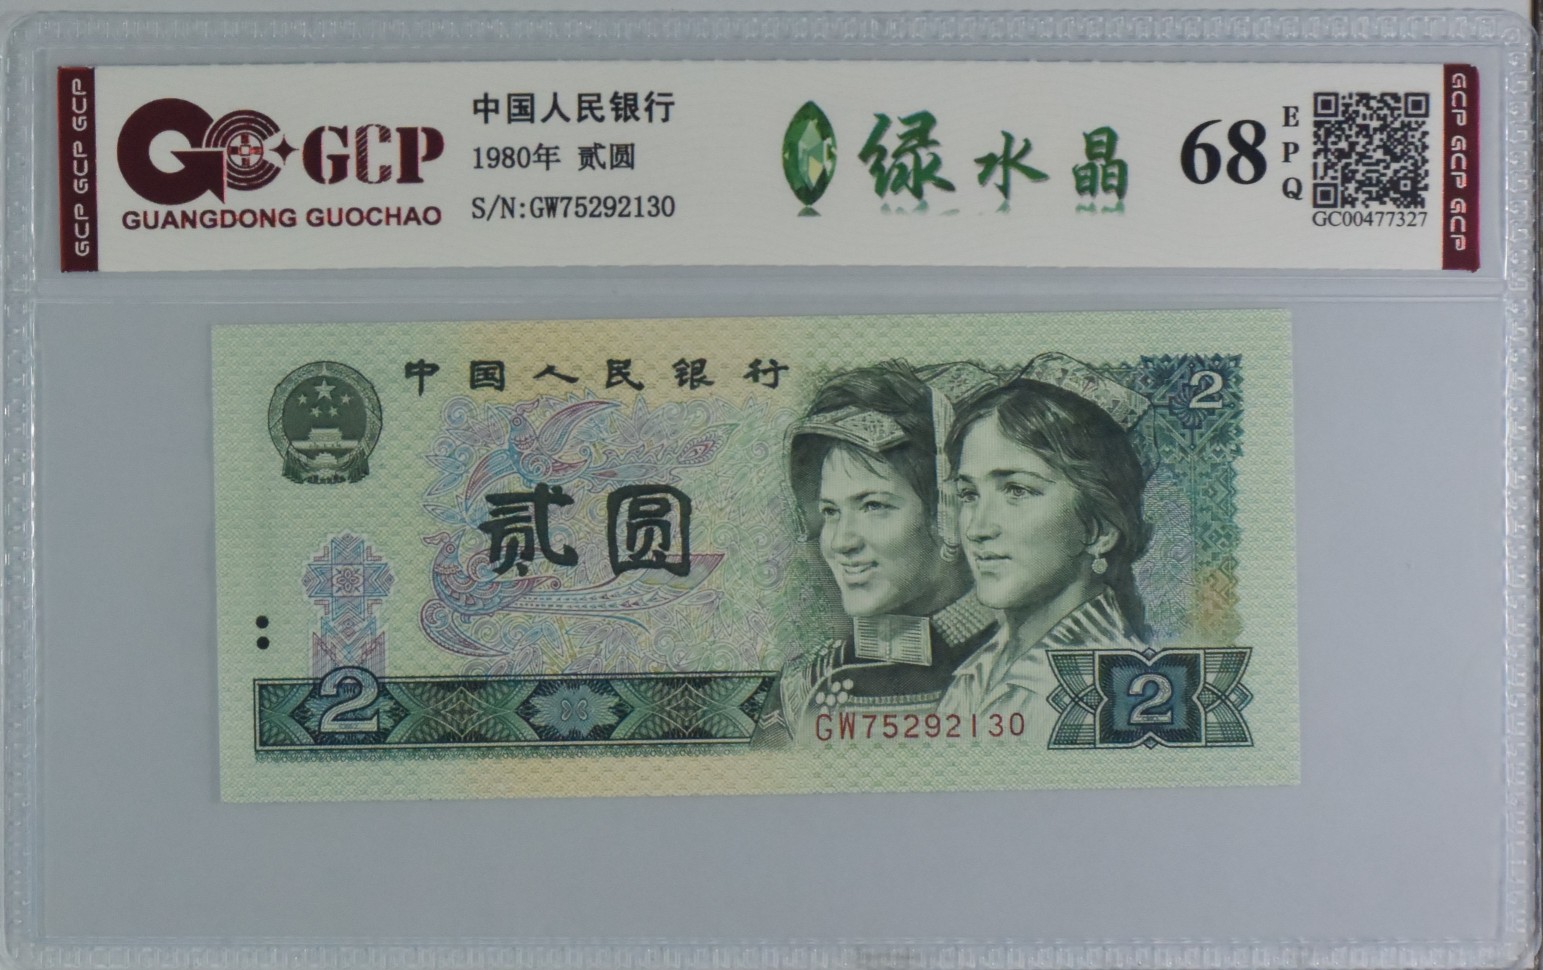 GCP GCP GCP
GCP
GUANGDONG GUOCHAO
中国人民银行
1980年 贰圆
S/N:GW75292130
绿水晶
68
EPQ
GC00477327
GCP GCP GCP
中国人民银行
2
贰圆
2
GW75292130
2